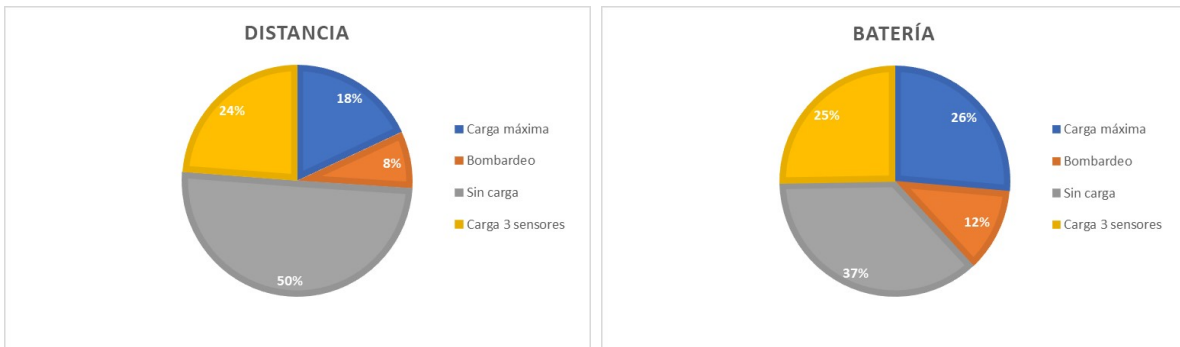 DISTANCIA
18%
8%
50%
24%
Carga máxima
Bombardeo
Sin carga
Carga 3 sensores
BATERÍA
26%
12%
37%
25%
Carga máxima
Bombardeo
Sin carga
Carga 3 sensores